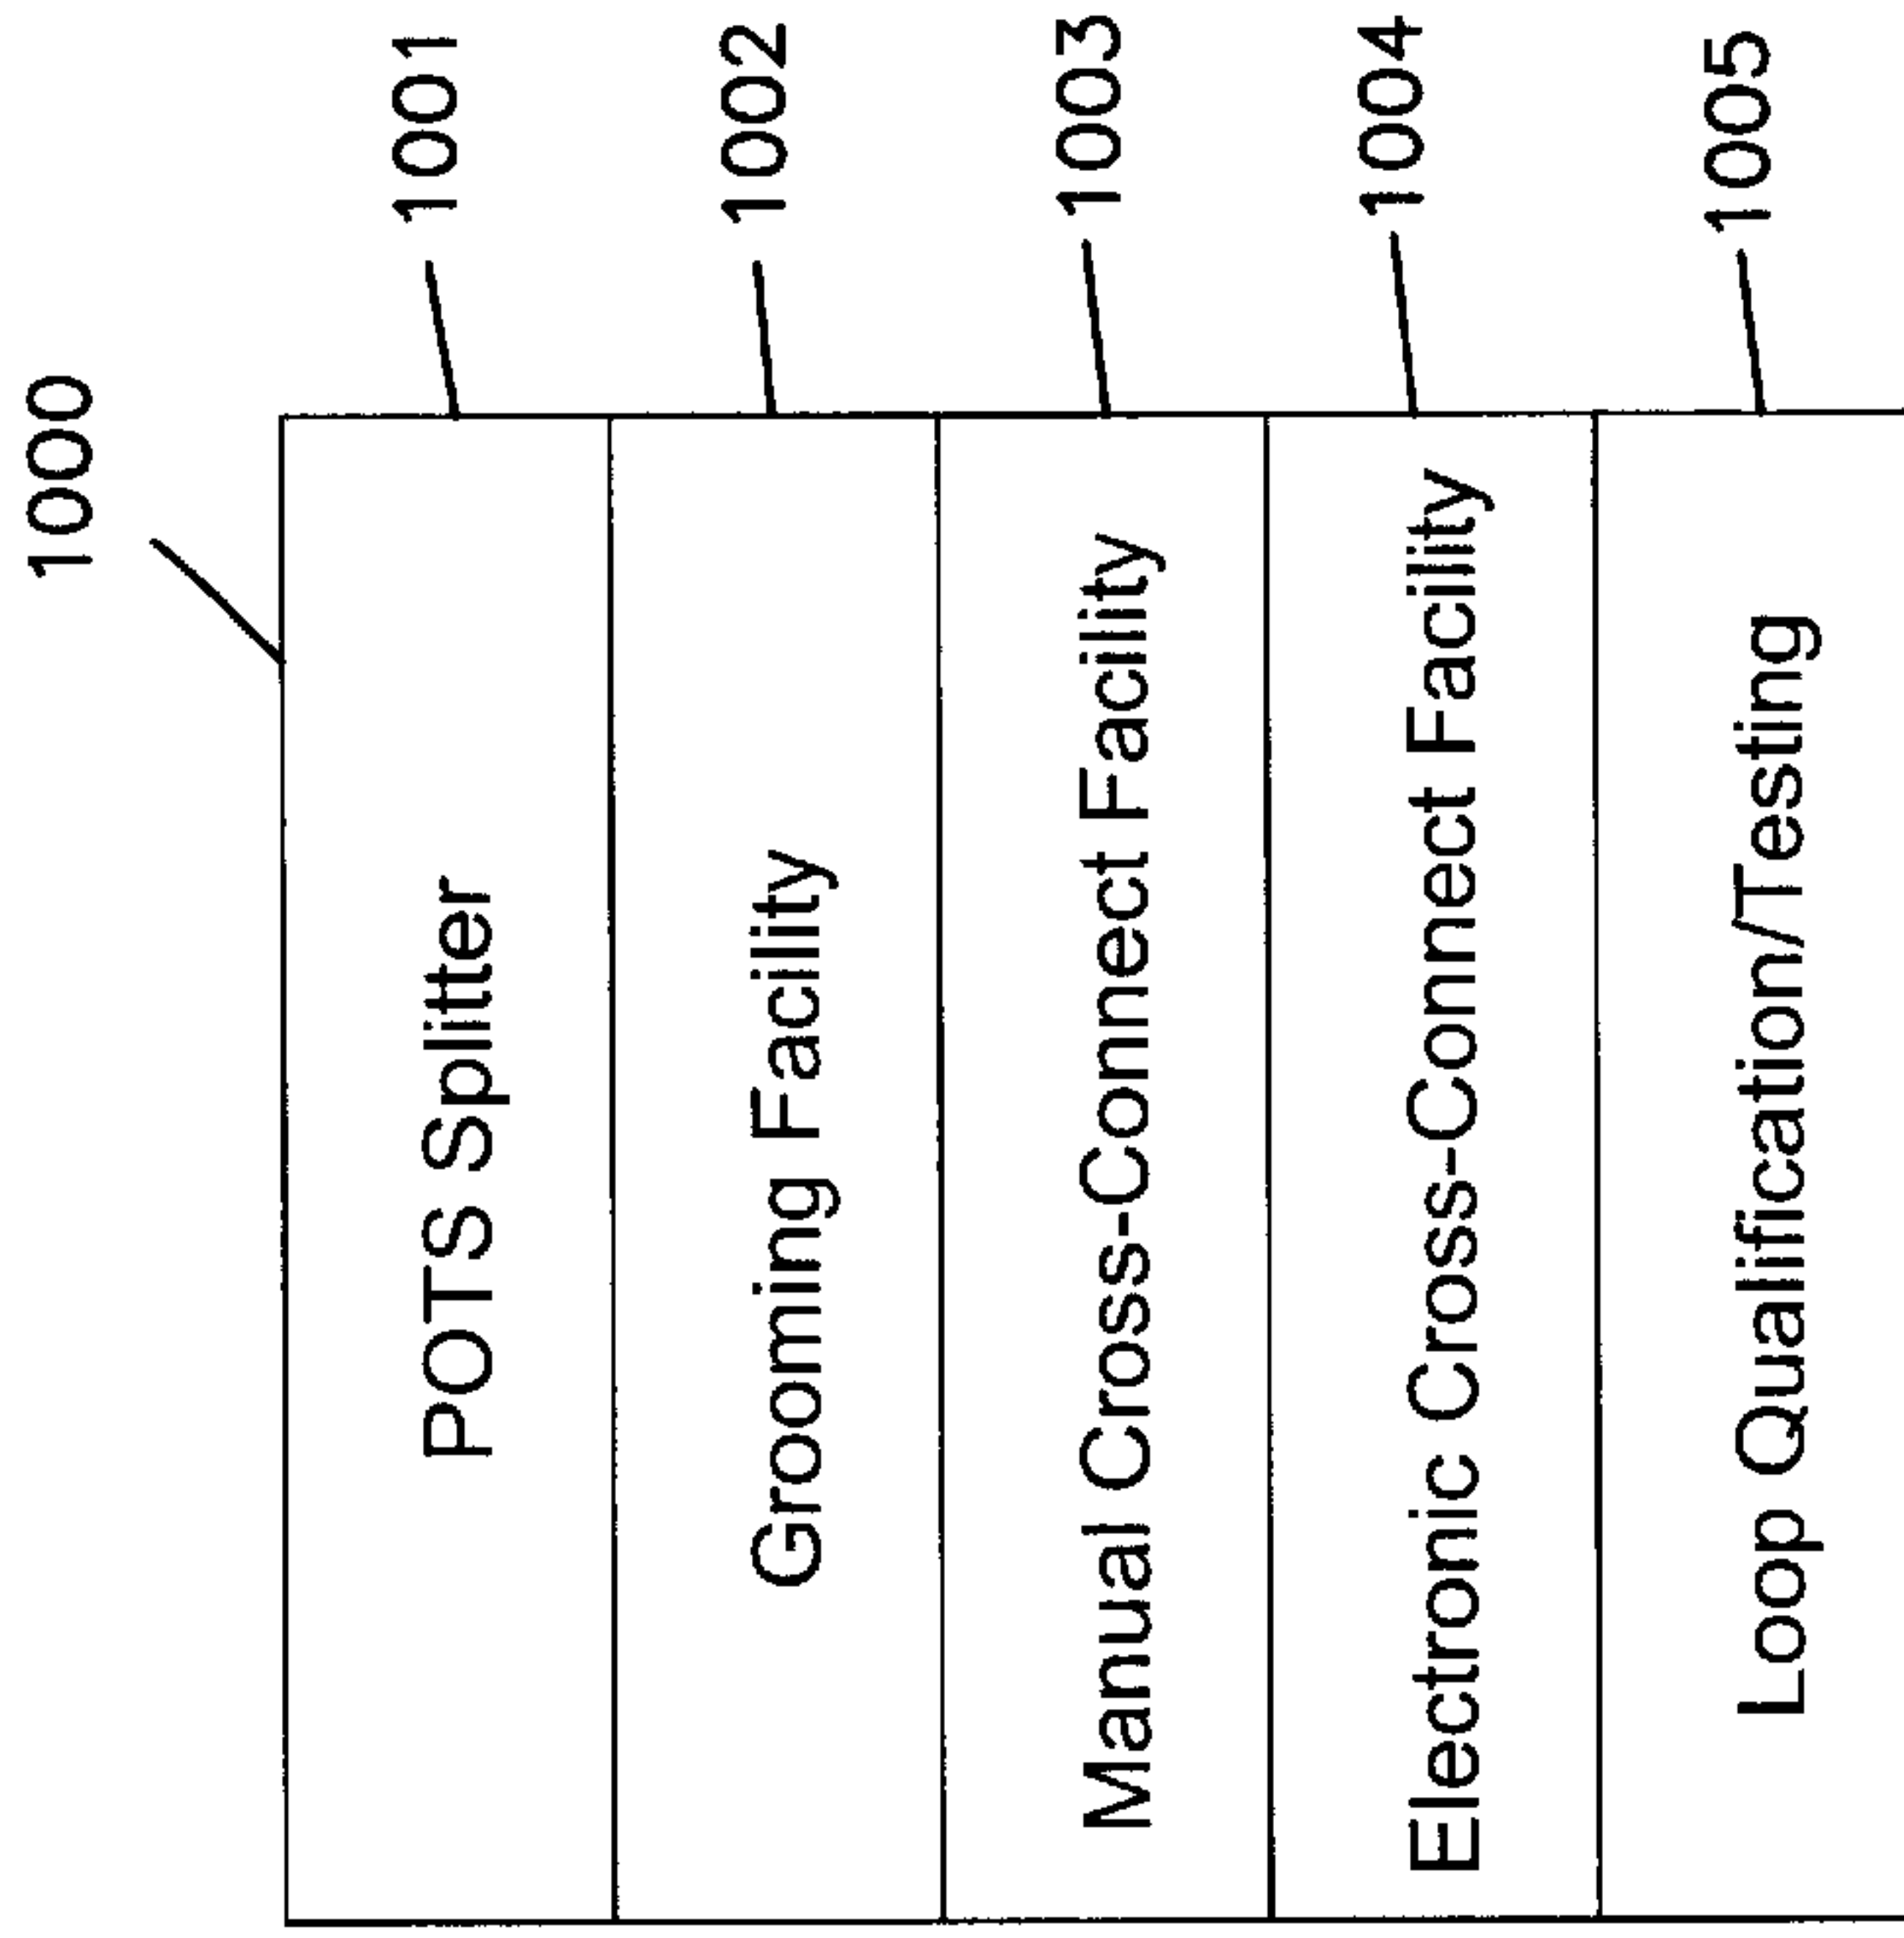 1000
POTS Splitter
1001
Grooming Facility
1002
Manual Cross-Connect Facility
1003
Electronic Cross-Connect Facility
1004
Loop Qualification/Testing
1005